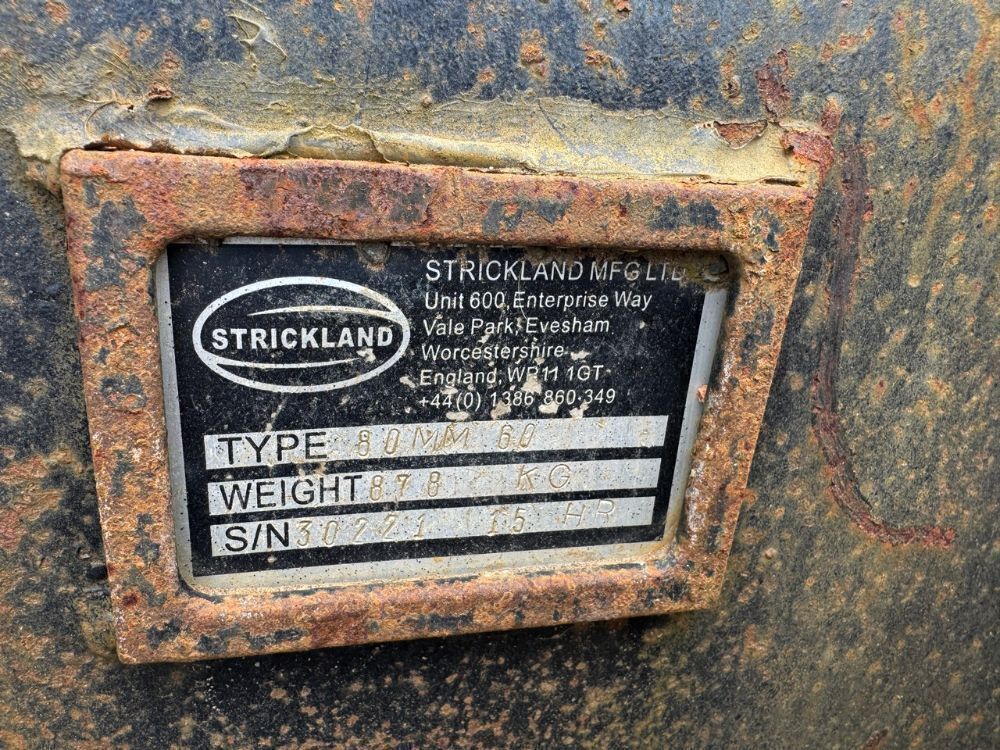 STRICKLAND
STRICKLAND MFG LTD
Unit 600, Enterprise Way
Vale Park, Evesham
Worcestershire
England, WR11 1GT
+44(0) 1386 860 349
TYPE 80MM 60
WEIGHT 878 KG
S/N 30221 15 HR